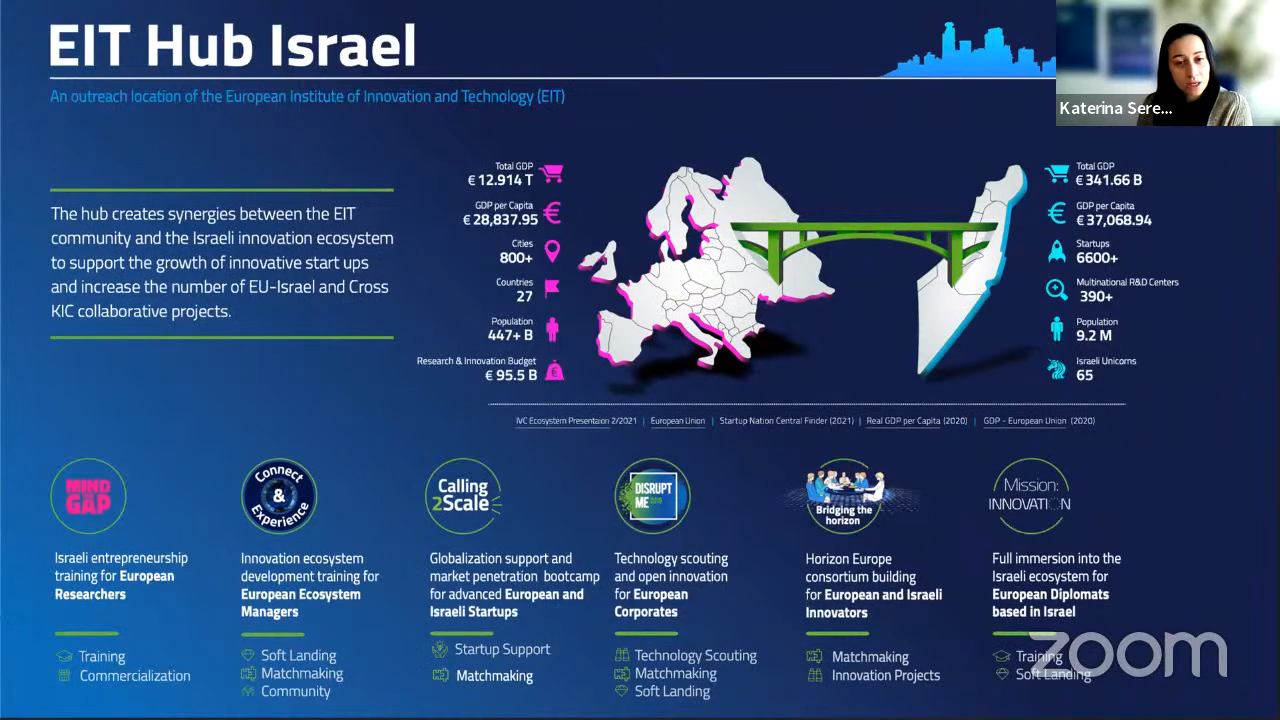 EIT Hub Israel
An outreach location of the European Institute of Innovation and Technology (EIT)
Katerina Sere...
The hub creates synergies between the EIT
community and the Israeli innovation ecosystem
to support the growth of innovative start ups
and increase the number of EU-Israel and Cross
KIC collaborative projects.
Total GDP
€ 12.914 T
GDP per Capita
€ 28,837.95
Cities
800+
Countries
27
Population
447+ B
Research & Innovation Budget
€ 95.5 B
Total GDP
€ 341.66 B
GDP per Capita
€ 37,068.94
Startups
6600+
Multinational R&D Centers
390+
Population
9.2 M
Israeli Unicorns
65
IVC Ecosystem Presentaion 2/2021 | European Union | Startup Nation Central Finder (2021) | Real GDP per Capita (2020) | GDP - European Union (2020)
MIND
THE
GAP
Israeli entrepreneurship
training for European
Researchers
Training
Commercialization
Connect
&
Experience
Innovation ecosystem
development training for
European Ecosystem
Managers
Soft Landing
Matchmaking
Community
Calling
2Scale
Globalization support and
market penetration bootcamp
for advanced European and
Israeli Startups
Startup Support
Matchmaking
DISRUPT
ME
Technology scouting
and open innovation
for European
Corporates
Technology Scouting
Matchmaking
Soft Landing
Bridging the
horizon
Horizon Europe
consortium building
for European and Israeli
Innovators
Matchmaking
Innovation Projects
Mission:
INNOVATION
Full immersion into the
Israeli ecosystem for
European Diplomats
based in Israel
Training
Soft Landing
zoom